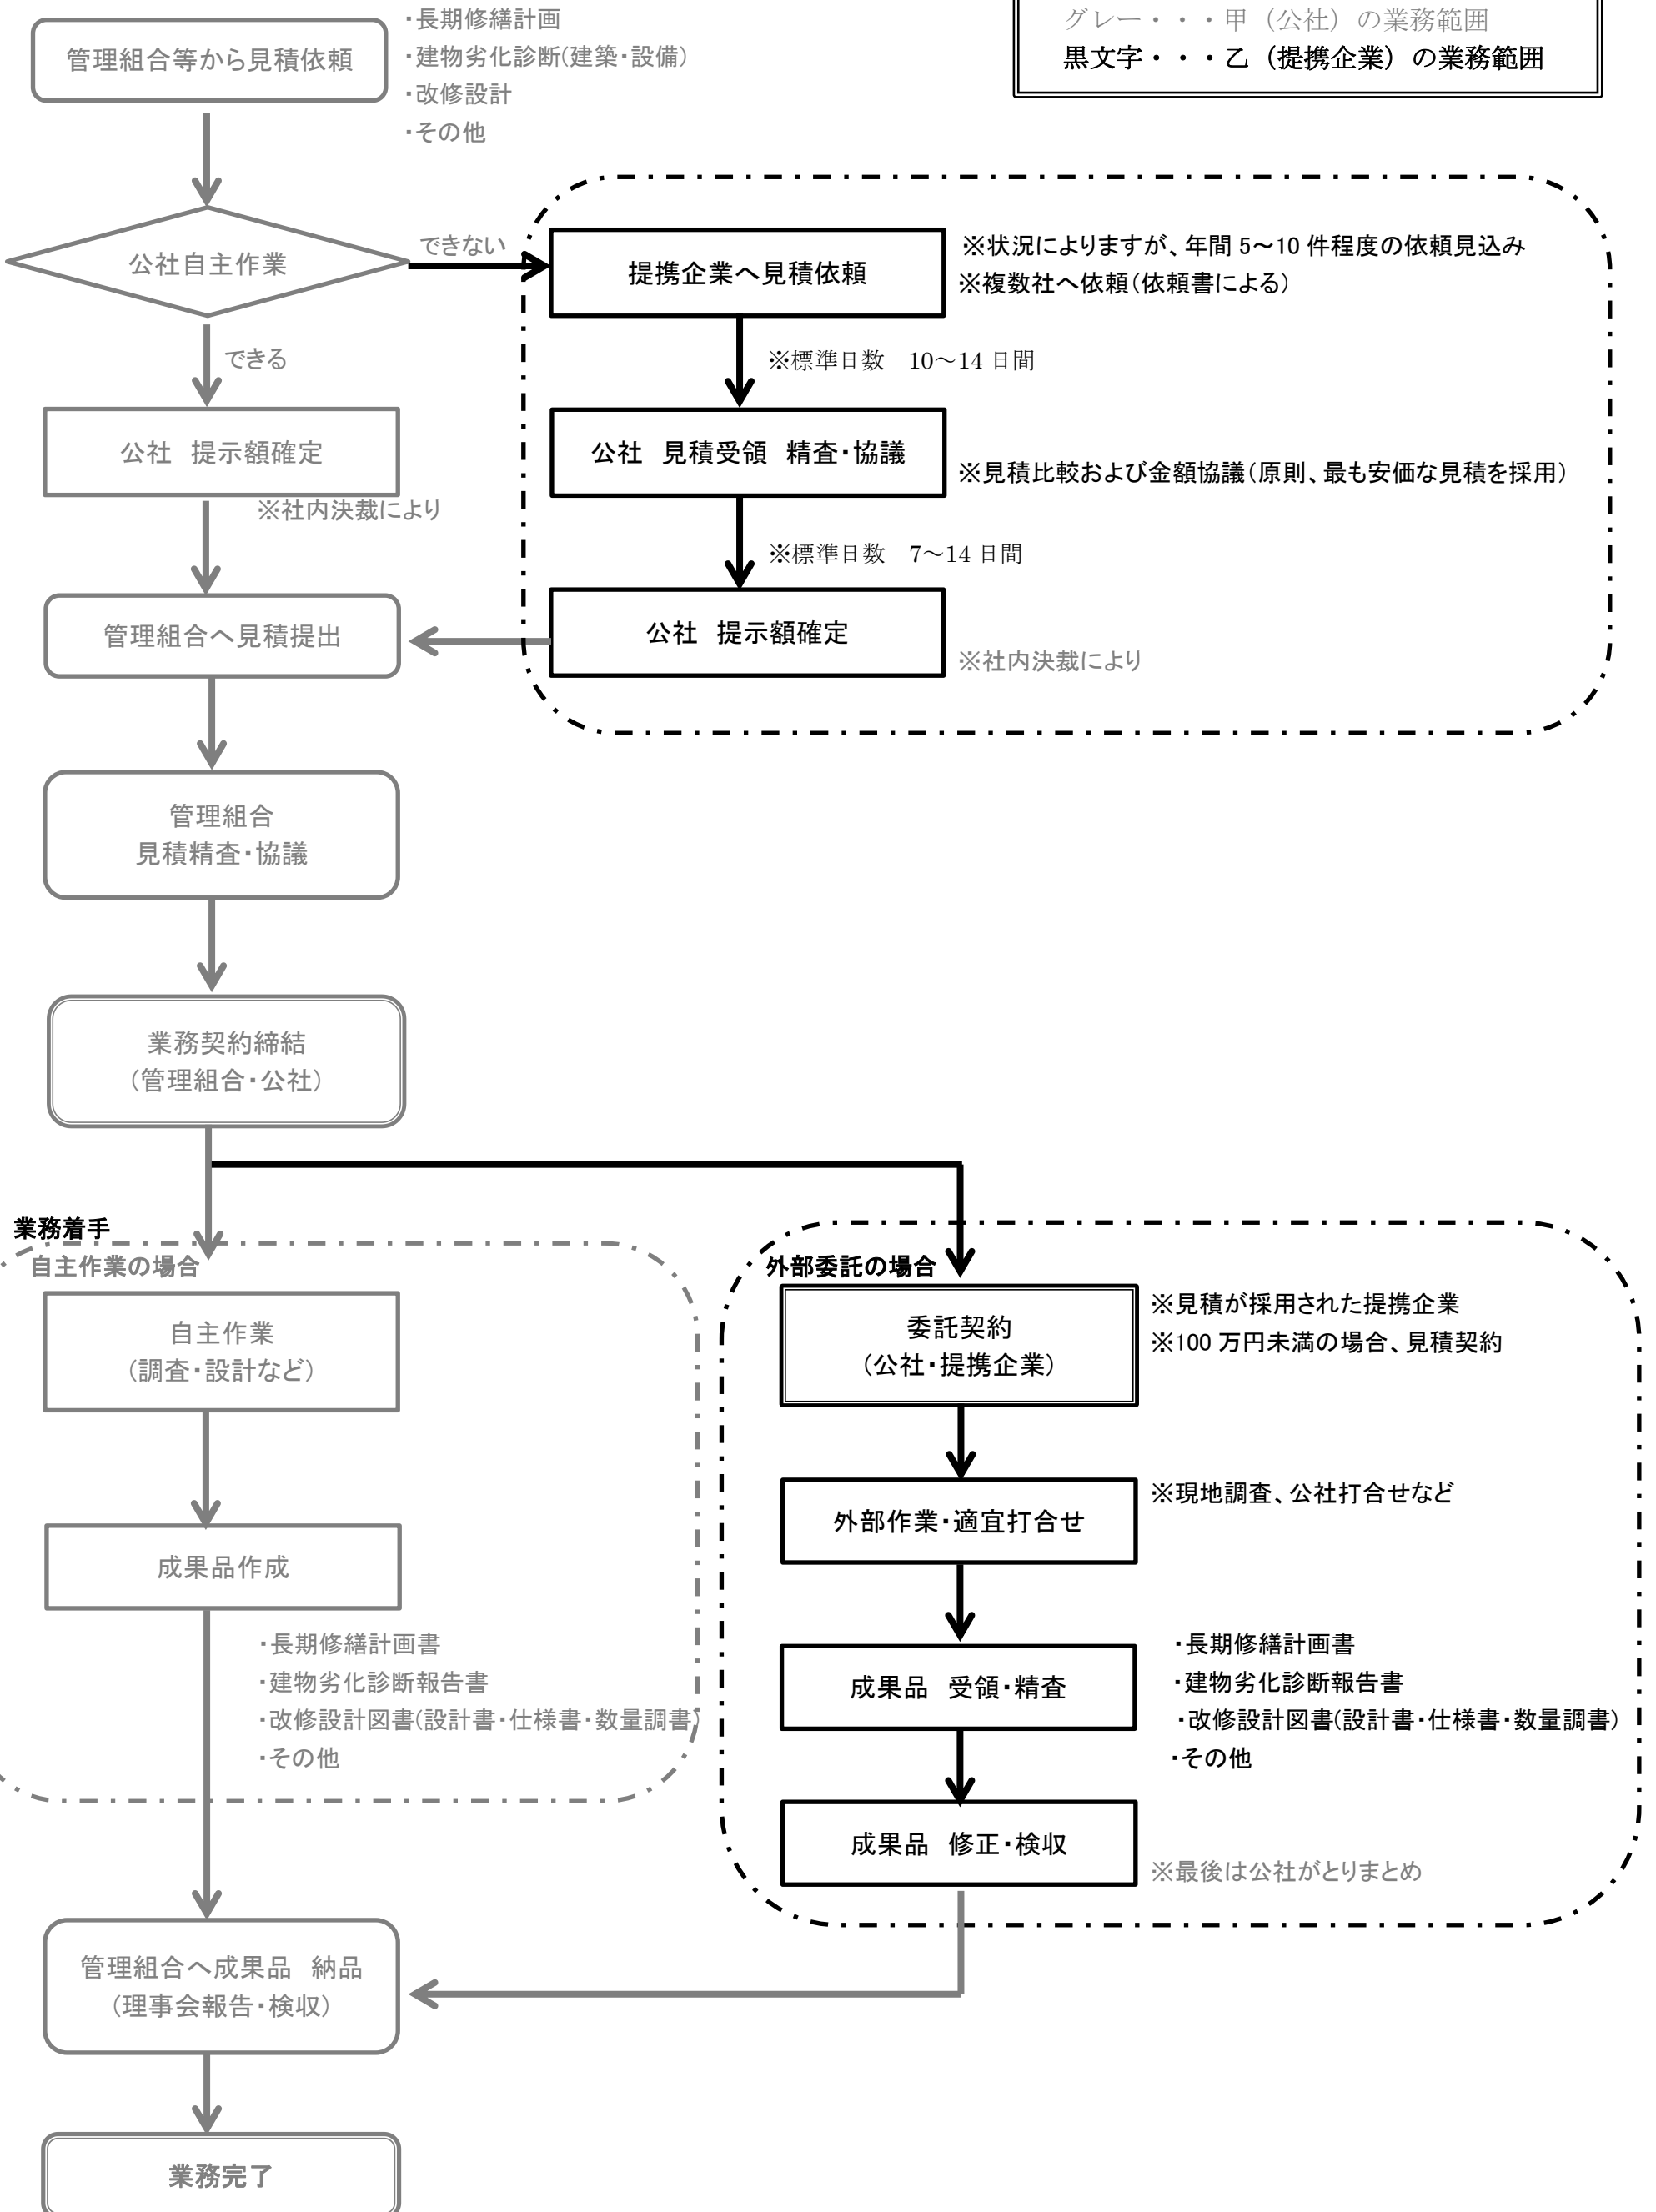 グレー・・・甲（公社）の業務範囲
黒文字・・・乙（提携企業）の業務範囲
管理組合等から見積依頼
・長期修繕計画
・建物劣化診断(建築・設備)
・改修設計
・その他
公社自主作業
できない
できる
提携企業へ見積依頼
※状況によりますが、年間 5～10 件程度の依頼見込み
※複数社へ依頼(依頼書による)
※標準日数　10～14 日間
公社　提示額確定
※社内決裁により
公社　見積受領　精査・協議
※見積比較および金額協議(原則、最も安価な見積を採用)
※標準日数　7～14 日間
公社　提示額確定
※社内決裁により
管理組合へ見積提出
管理組合
見積精査・協議
業務契約締結
(管理組合・公社)
業務着手
自主作業の場合
自主作業
(調査・設計など)
成果品作成
・長期修繕計画書
・建物劣化診断報告書
・改修設計図書(設計書・仕様書・数量調書)
・その他
外部委託の場合
委託契約
(公社・提携企業)
※見積が採用された提携企業
※100 万円未満の場合、見積契約
外部作業・適宜打合せ
※現地調査、公社打合せなど
成果品　受領・精査
・長期修繕計画書
・建物劣化診断報告書
・改修設計図書(設計書・仕様書・数量調書)
・その他
成果品　修正・検収
※最後は公社がとりまとめ
管理組合へ成果品　納品
(理事会報告・検収)
業務完了